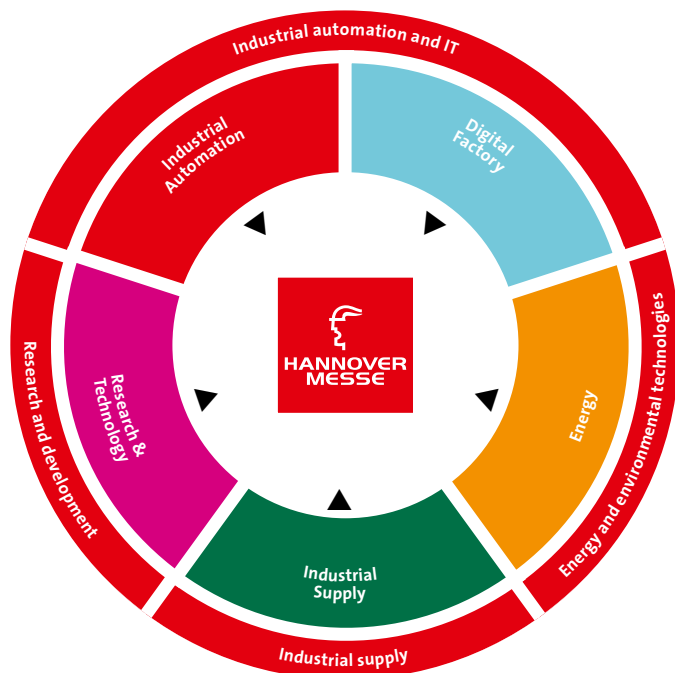 Industrial automation and IT
Industrial
Automation
Digital
Factory
HANNOVER
MESSE
Research and development
Research &
Technology
Energy
Energy and environmental technologies
Industrial
Supply
Industrial supply